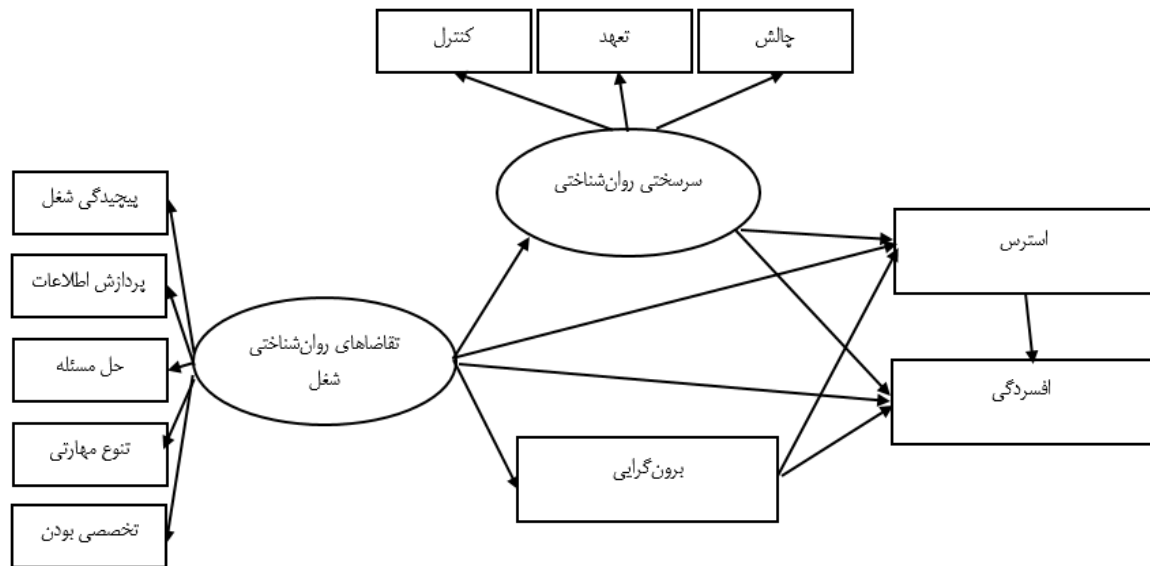 کنترل
تعهد
چالش
سرسختی روان‌شناختی
پیچیدگی شغل
پردازش اطلاعات
حل مسئله
تنوع مهارتی
تخصصی بودن
تقاضاهای روان‌شناختی
شغل
استرس
افسردگی
برون‌گرایی